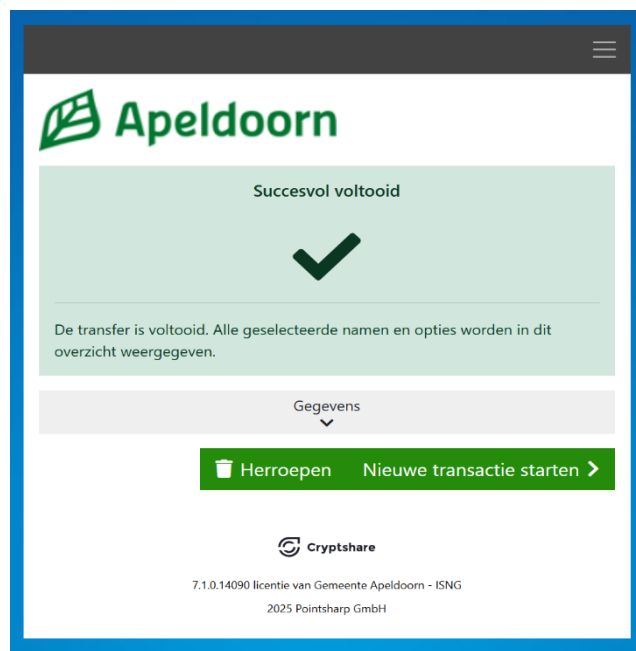 Apeldoorn
Succesvol voltooid
De transfer is voltooid. Alle geselecteerde namen en opties worden in dit
overzicht weergegeven.
Gegevens
Herroepen
Nieuwe transactie starten
Cryptshare
7.1.0.14090 licentie van Gemeente Apeldoorn - ISNG
2025 Pointsharp GmbH